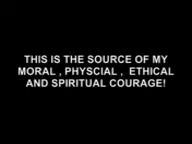 THIS IS THE SOURCE OF MY
MORAL , PHYSCIAL ,  ETHICAL
AND SPIRITUAL COURAGE!